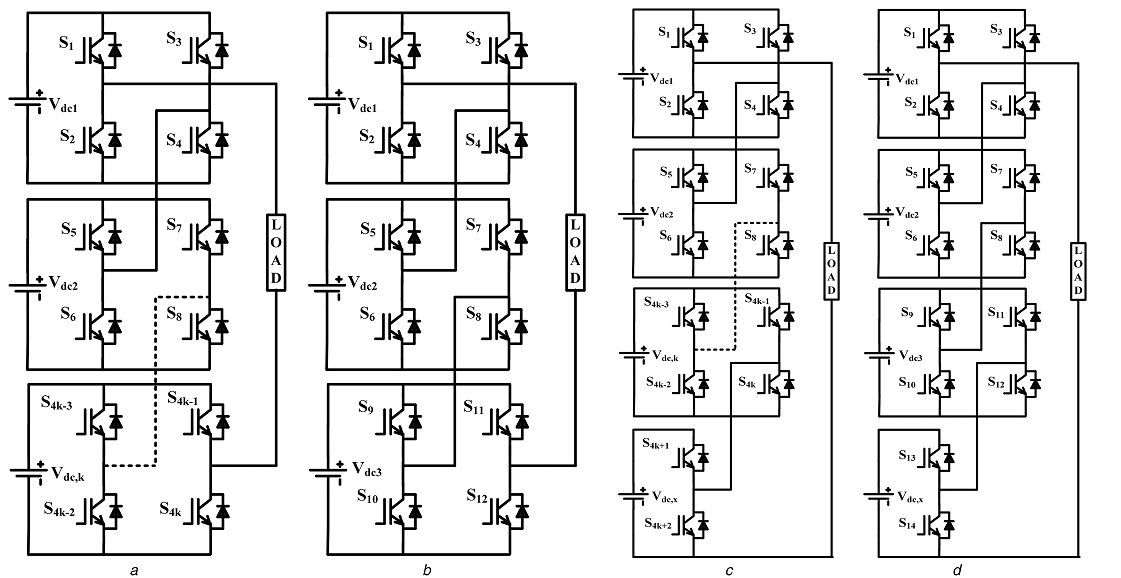 S1 S3
+
Vdc1
S2 S4
S5 S7
+
Vdc2
S6 S8
S4k-3 S4k-1
+
Vdc,k
S4k-2 S4k
LOAD
a
S1 S3
+
Vdc1
S2 S4
S5 S7
+
Vdc2
S6 S8
S9 S11
+
Vdc3
S10 S12
LOAD
b
S1 S3
+
Vdc1
S2 S4
S5 S7
+
Vdc2
S6 S8
S4k-3 S4k-1
+
Vdc,k
S4k-2 S4k
S4k+1
+
Vdc,x
S4k+2
LOAD
c
S1 S3
+
Vdc1
S2 S4
S5 S7
+
Vdc2
S6 S8
S9 S11
+
Vdc3
S10 S12
S13
+
Vdc,x
S14
LOAD
d